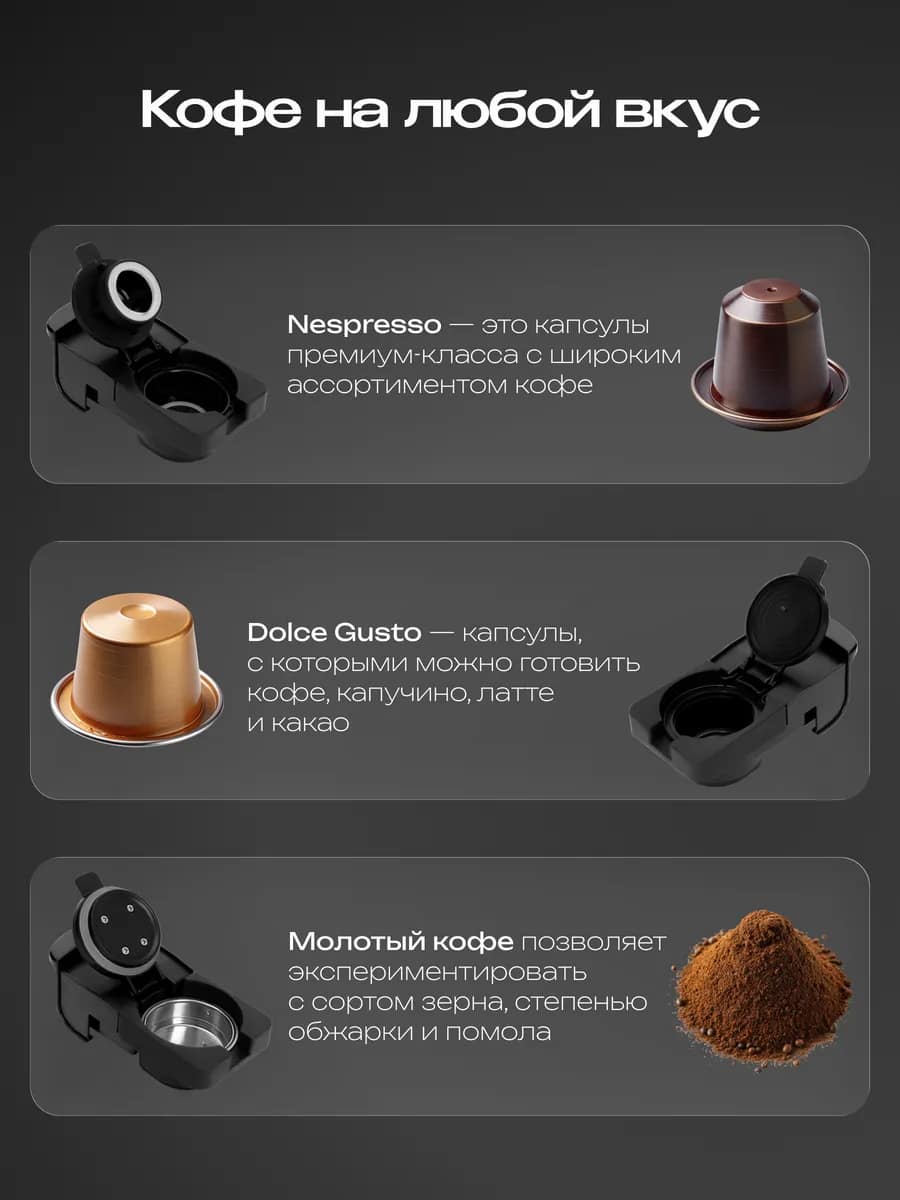 Кофе на любой вкус
Nespresso — это капсулы
премиум-класса с широким
ассортиментом кофе
Dolce Gusto — капсулы,
с которыми можно готовить
кофе, капучино, латте
и какао
Молотый кофе позволяет
экспериментировать
с сортом зерна, степенью
обжарки и помола